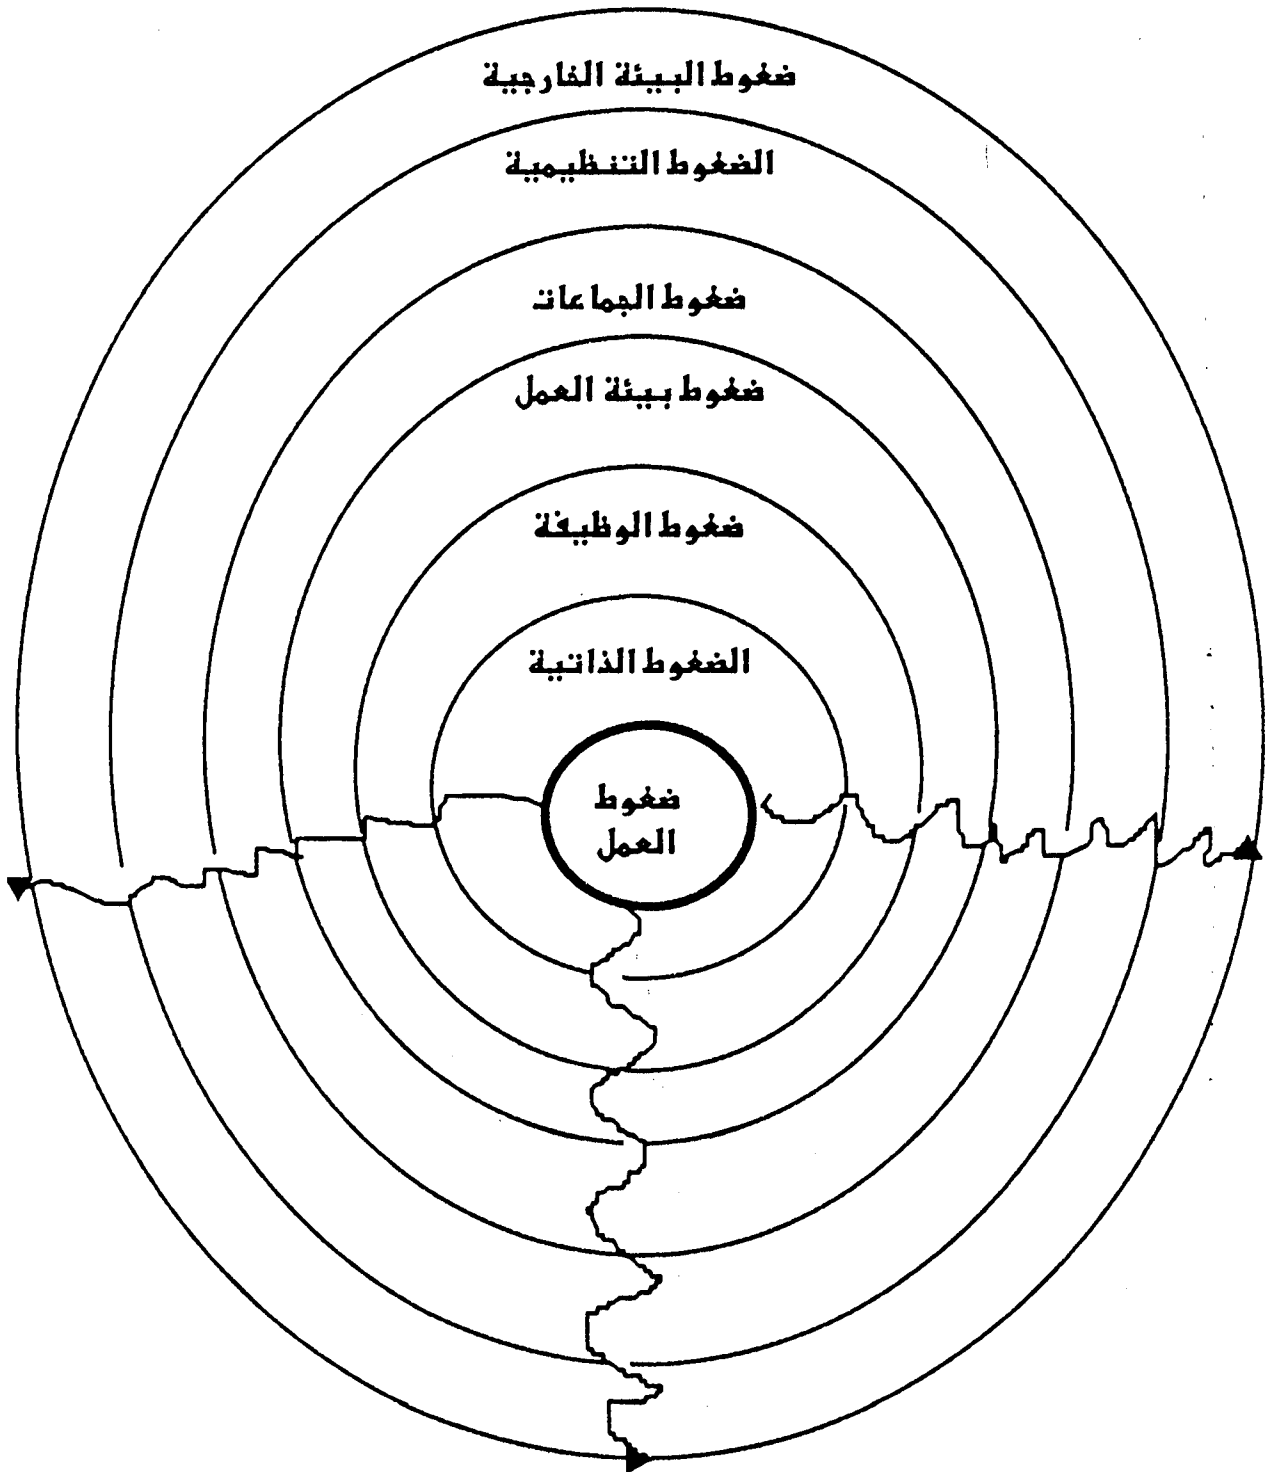 ضغوط البيئة الخارجية
الضغوط التنظيمية
ضغوط الجماعات
ضغوط بيئة العمل
ضغوط الوظيفة
الضغوط الذاتية
ضغوط
العمل